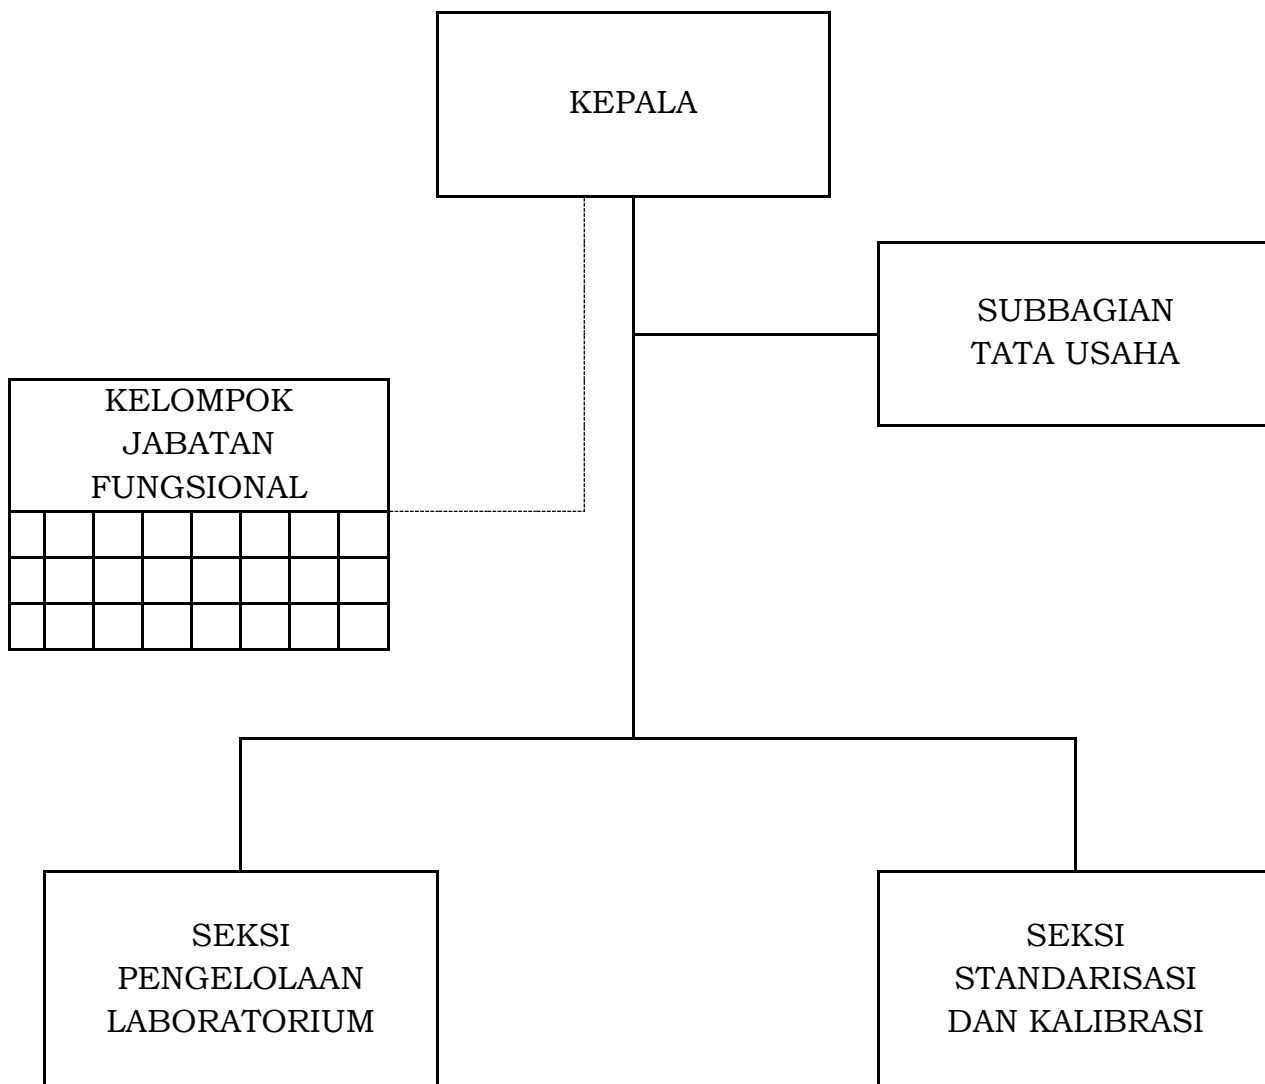 KEPALA
SUBBAGIAN
TATA USAHA
KELOMPOK
JABATAN
FUNGSIONAL
SEKSI
PENGELOLAAN
LABORATORIUM
SEKSI
STANDARISASI
DAN KALIBRASI